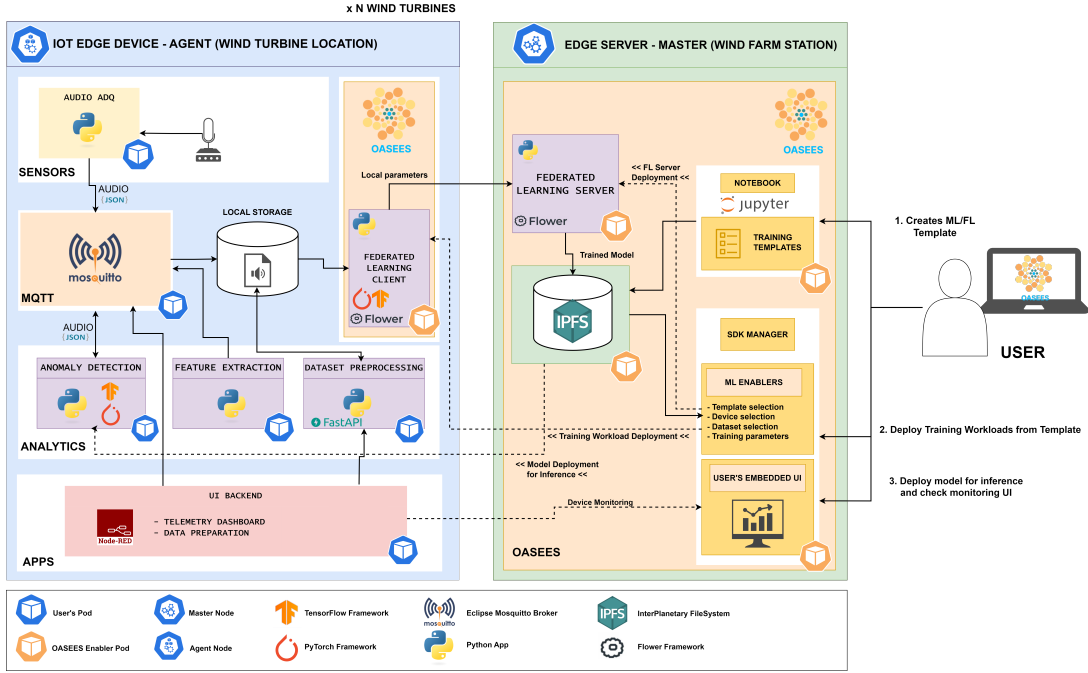 x N WIND TURBINES
IOT EDGE DEVICE - AGENT (WIND TURBINE LOCATION)
EDGE SERVER - MASTER (WIND FARM STATION)
AUDIO ADQ
SENSORS
AUDIO
(JSON)
mosquitto
MQTT
AUDIO
(JSON)
LOCAL STORAGE
OASEES
Local parameters
FEDERATED
LEARNING
CLIENT
Flower
ANOMALY DETECTION
FEATURE EXTRACTION
DATASET PREPROCESSING
FastAPI
ANALYTICS
UI BACKEND
Node-RED
- TELEMETRY DASHBOARD
- DATA PREPARATION
APPS
OASEES
FEDERATED
LEARNING SERVER
Flower
<< FL Server
Deployment <<
NOTEBOOK
jupyter
TRAINING
TEMPLATES
Trained Model
IPFS
SDK MANAGER
ML ENABLERS
- Template selection
- Device selection
- Dataset selection
- Training parameters
<< Training Workload Deployment <<
<< Model Deployment
for Inference <<
USER'S EMBEDDED UI
Device Monitoring
OASEES
1. Creates ML/FL
Template
OASEES
USER
2. Deploy Training Workloads from Template
3. Deploy model for inference
and check monitoring UI
User's Pod
Master Node
TensorFlow Framework
mosquitto
Eclipse Mosquitto Broker
IPFS
InterPlanetary FileSystem
OASEES Enabler Pod
Agent Node
PyTorch Framework
Python App
Flower Framework